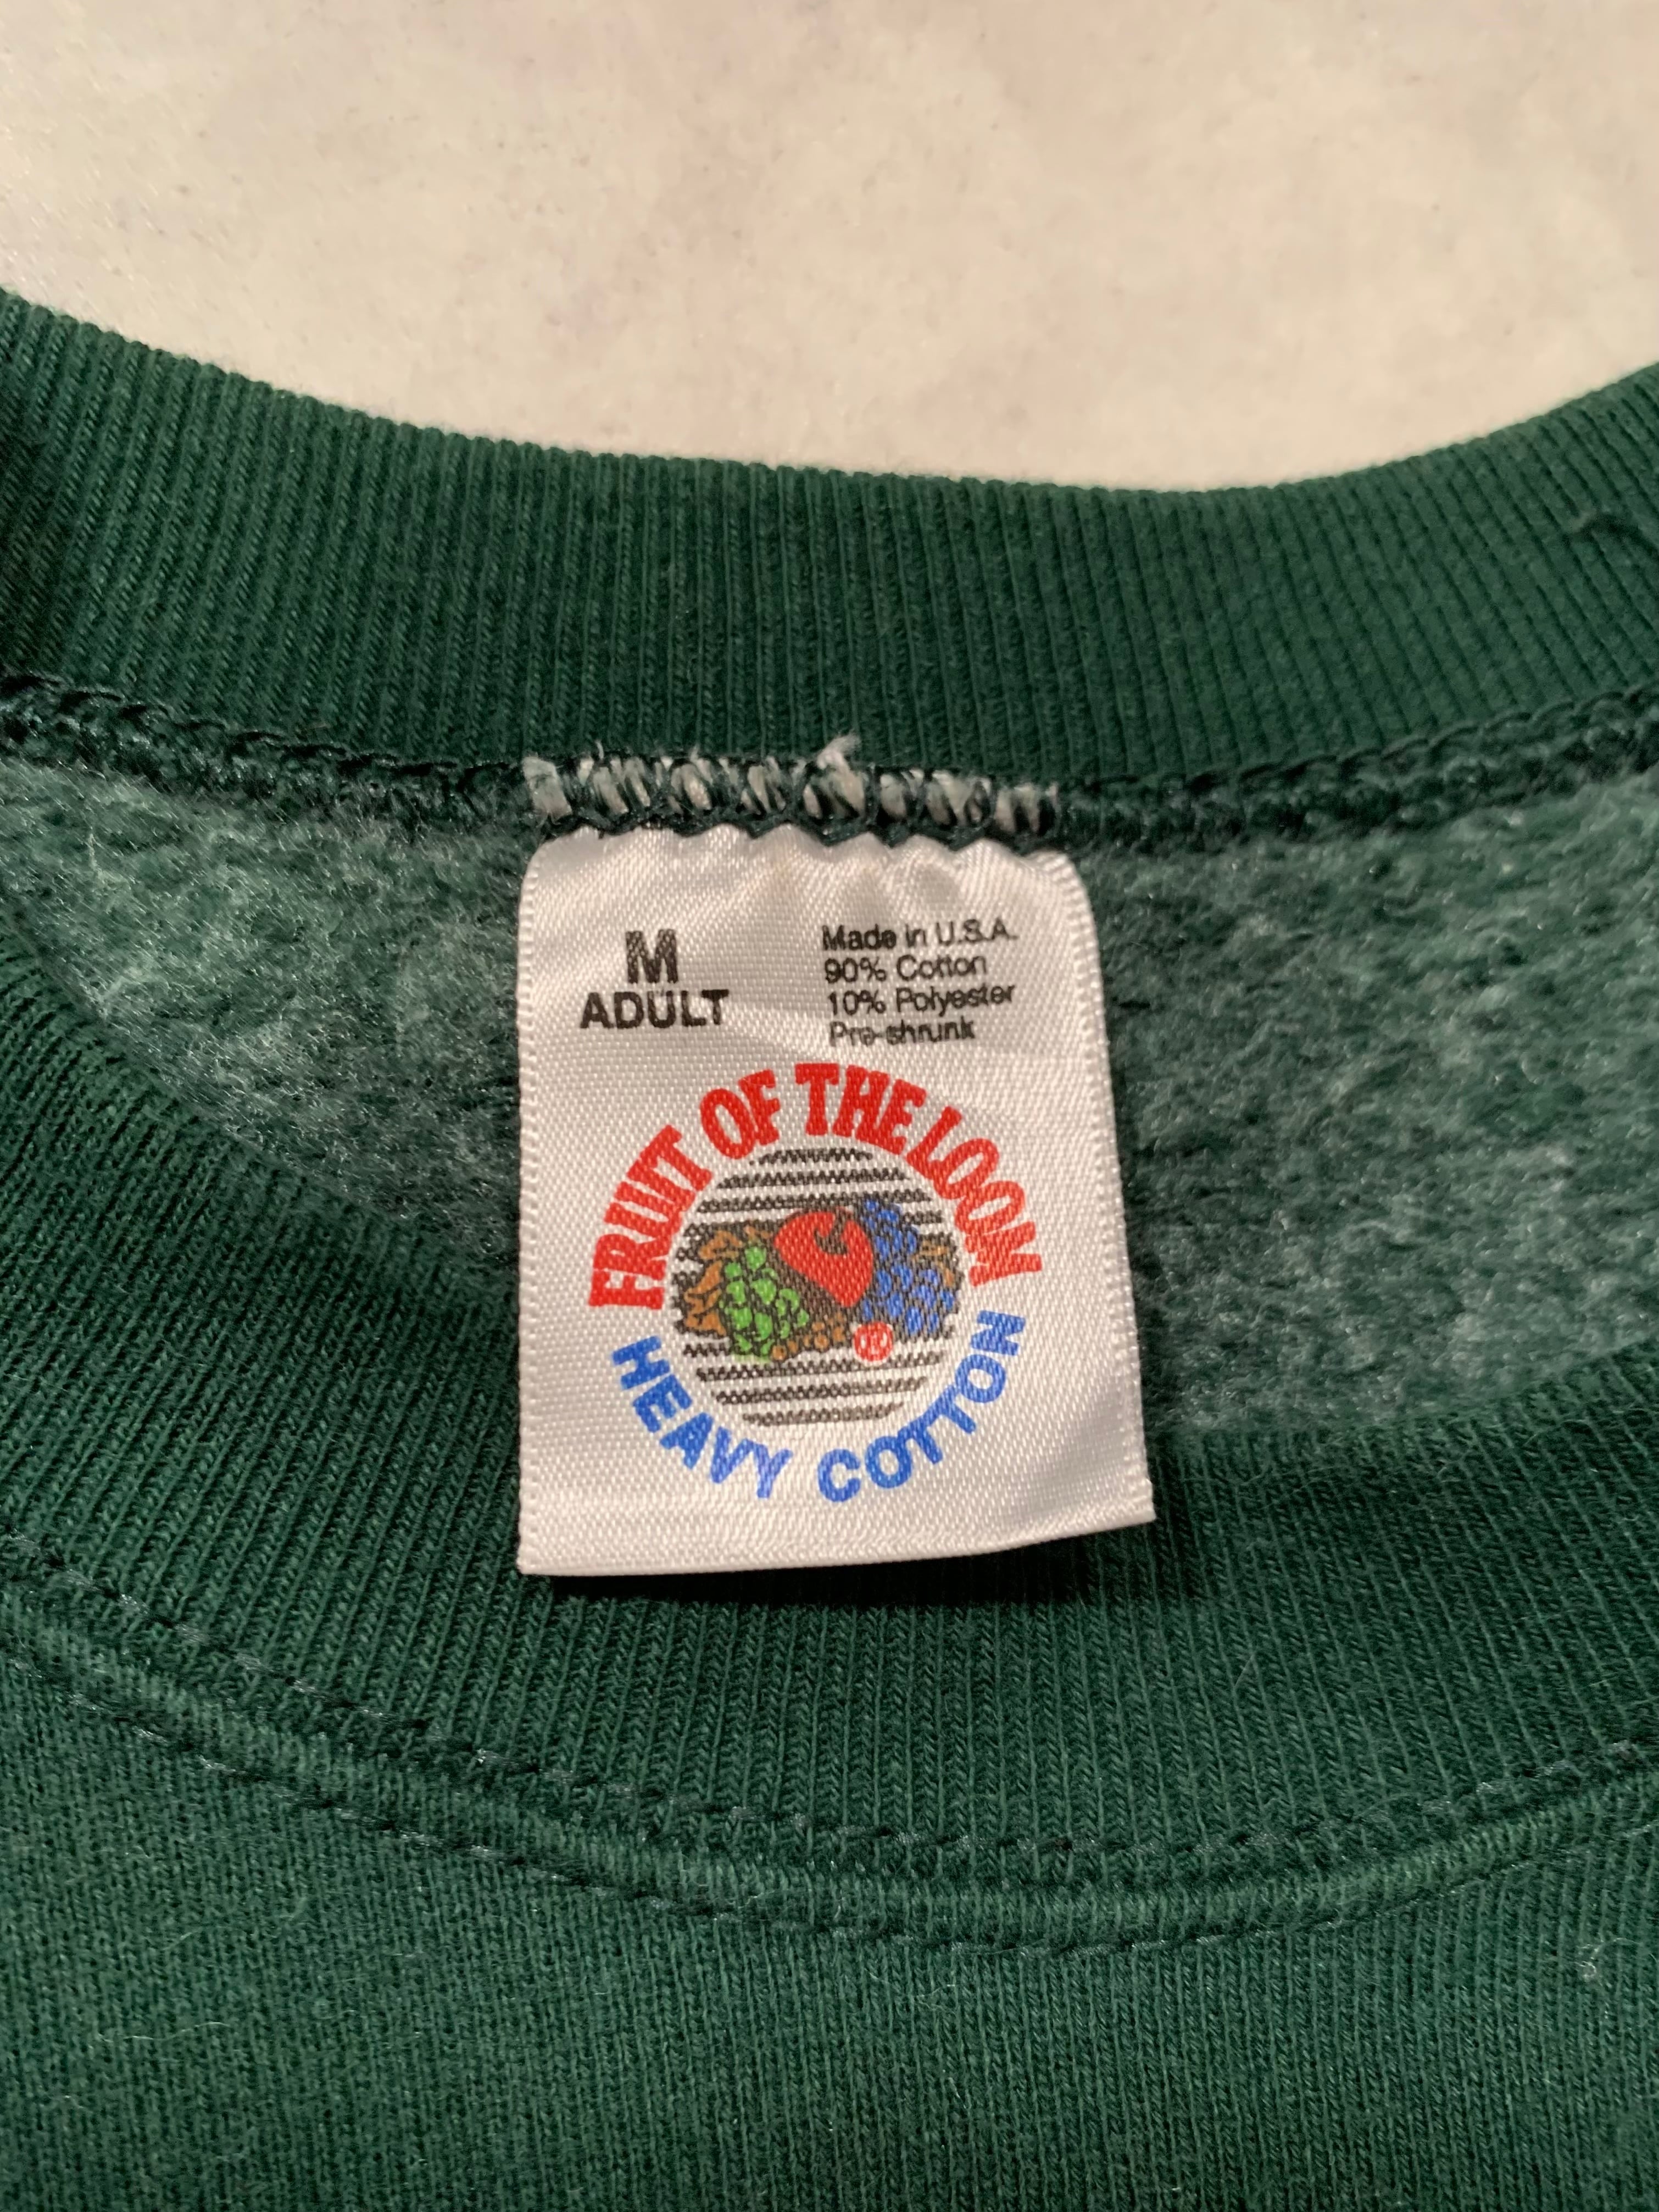 M
ADULT
Made in U.S.A.
90% Cotton
10% Polyester
Pre-shrunk
FRUIT OF THE LOOM
®
HEAVY COTTON